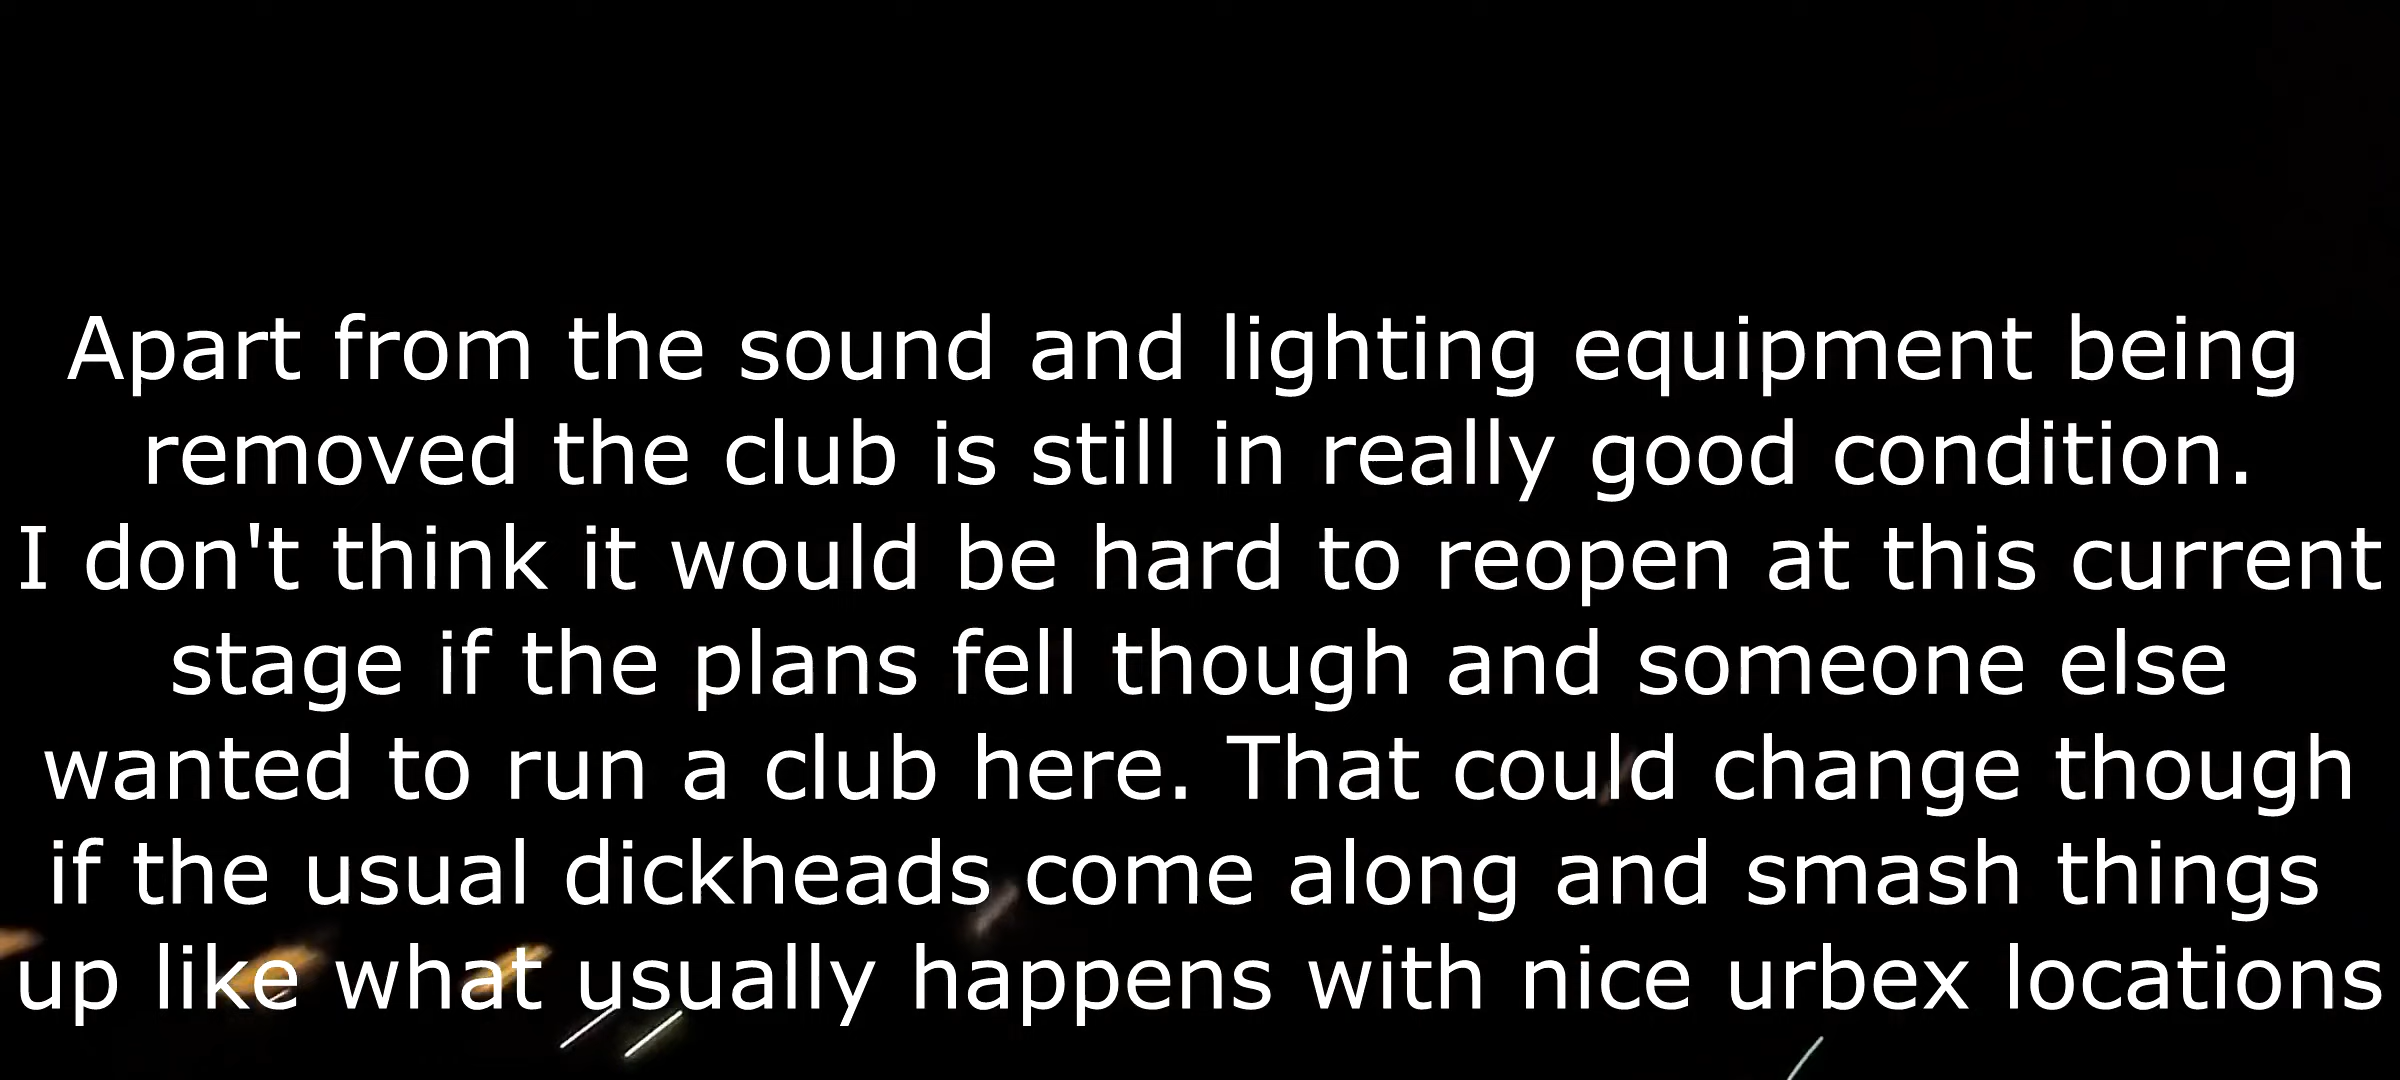 Apart from the sound and lighting equipment being
removed the club is still in really good condition.
I don't think it would be hard to reopen at this current
stage if the plans fell though and someone else
wanted to run a club here. That could change though
if the usual dickheads come along and smash things
up like what usually happens with nice urbex locations